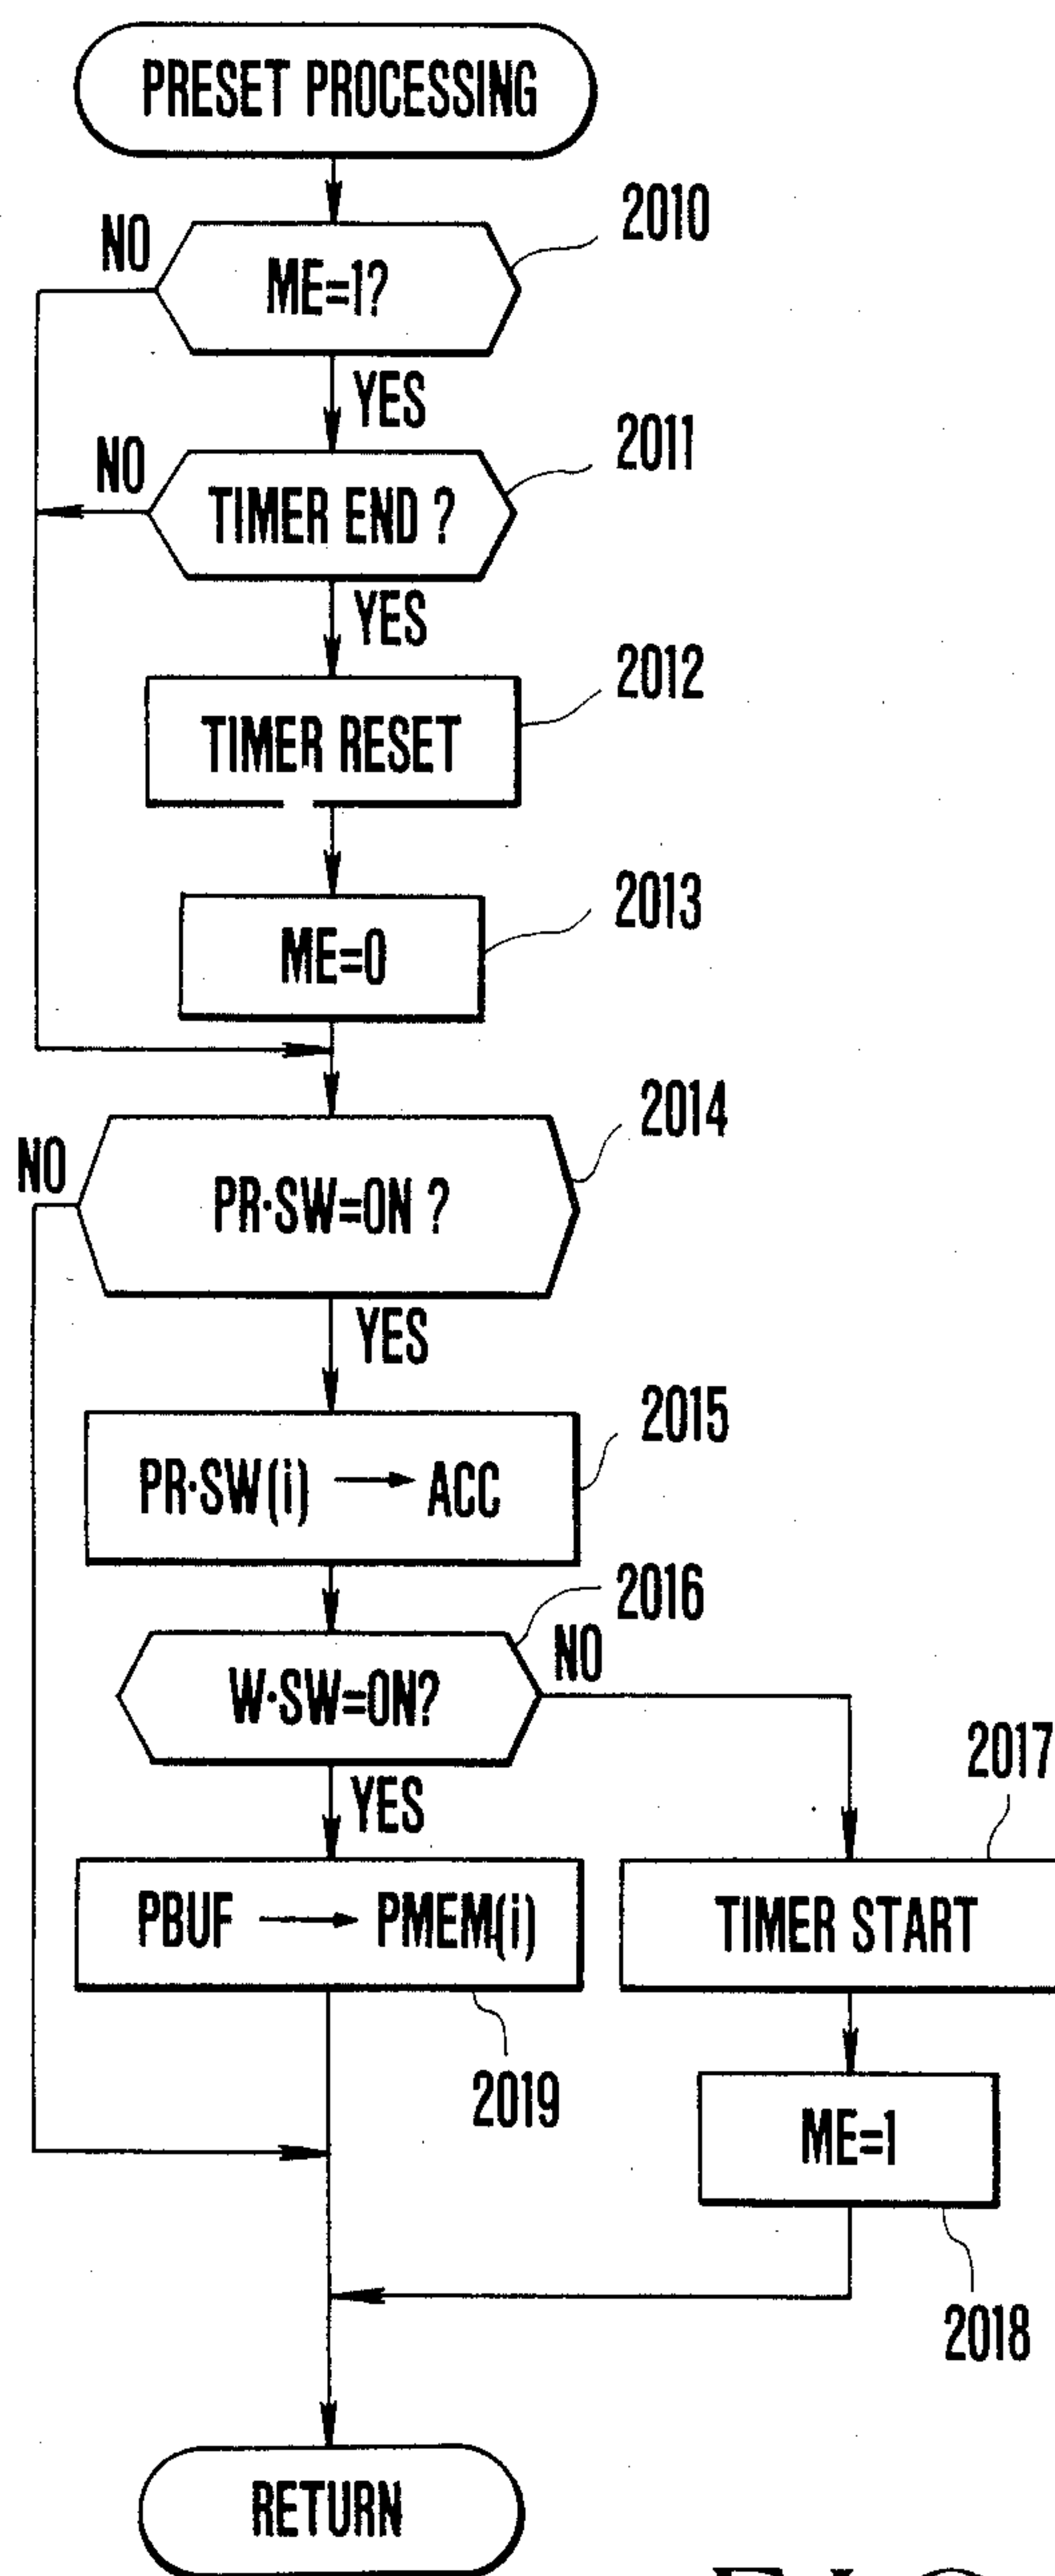 PRESET PROCESSING
2010
NO
ME=1?
YES
2011
NO
TIMER END ?
YES
2012
TIMER RESET
2013
ME=0
2014
NO
PR·SW=ON ?
YES
2015
PR·SW(i) → ACC
2016
W·SW=ON?
NO
2017
YES
PBUF → PMEM(i)
TIMER START
2019
ME=1
2018
RETURN